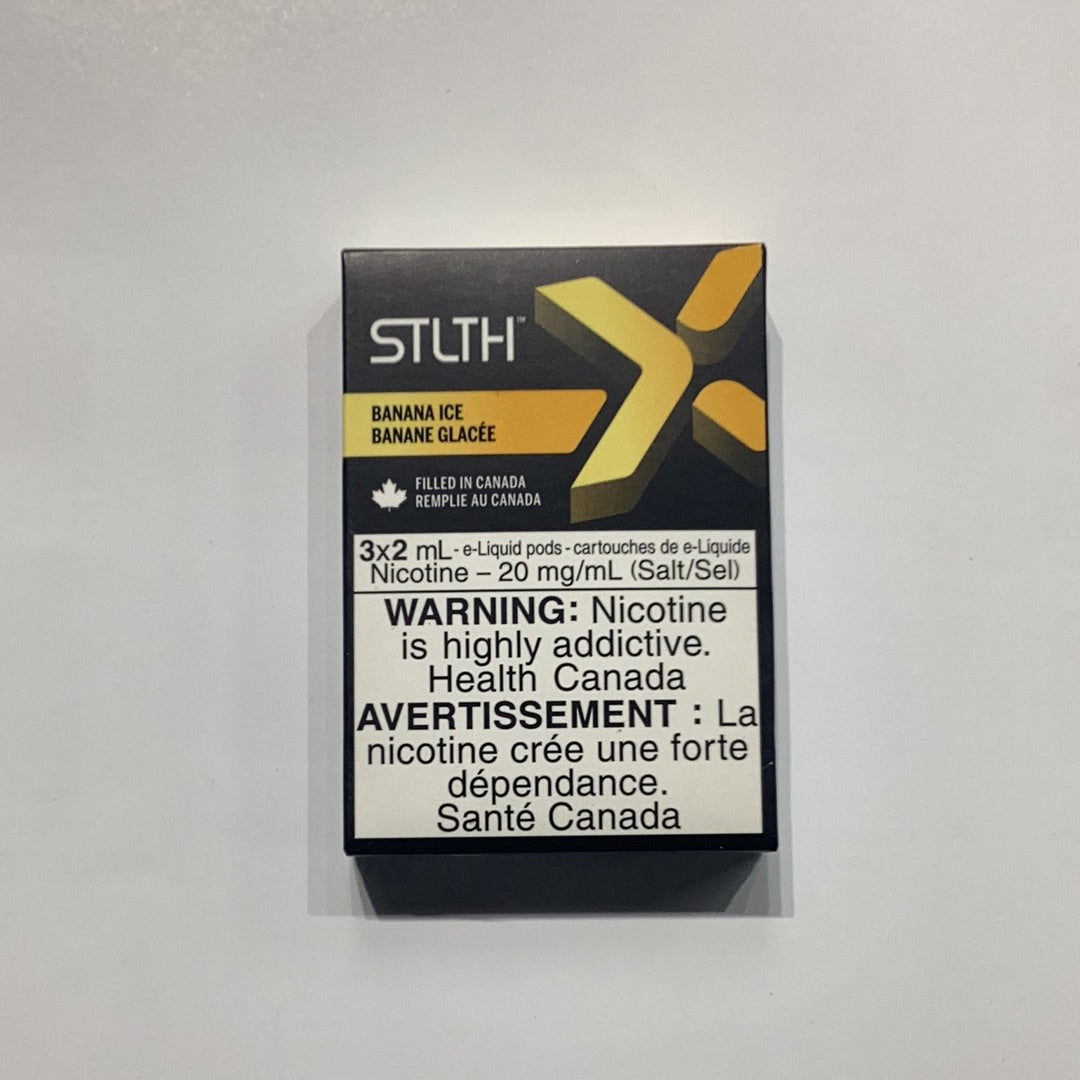 STLTH™
BANANA ICE
BANANE GLACÉE
FILLED IN CANADA
REMPLIE AU CANADA
3x2 mL - e-Liquid pods - cartouches de e-Liquide
Nicotine – 20 mg/mL (Salt/Sel)
WARNING: Nicotine
is highly addictive.
Health Canada
AVERTISSEMENT : La
nicotine crée une forte
dépendance.
Santé Canada